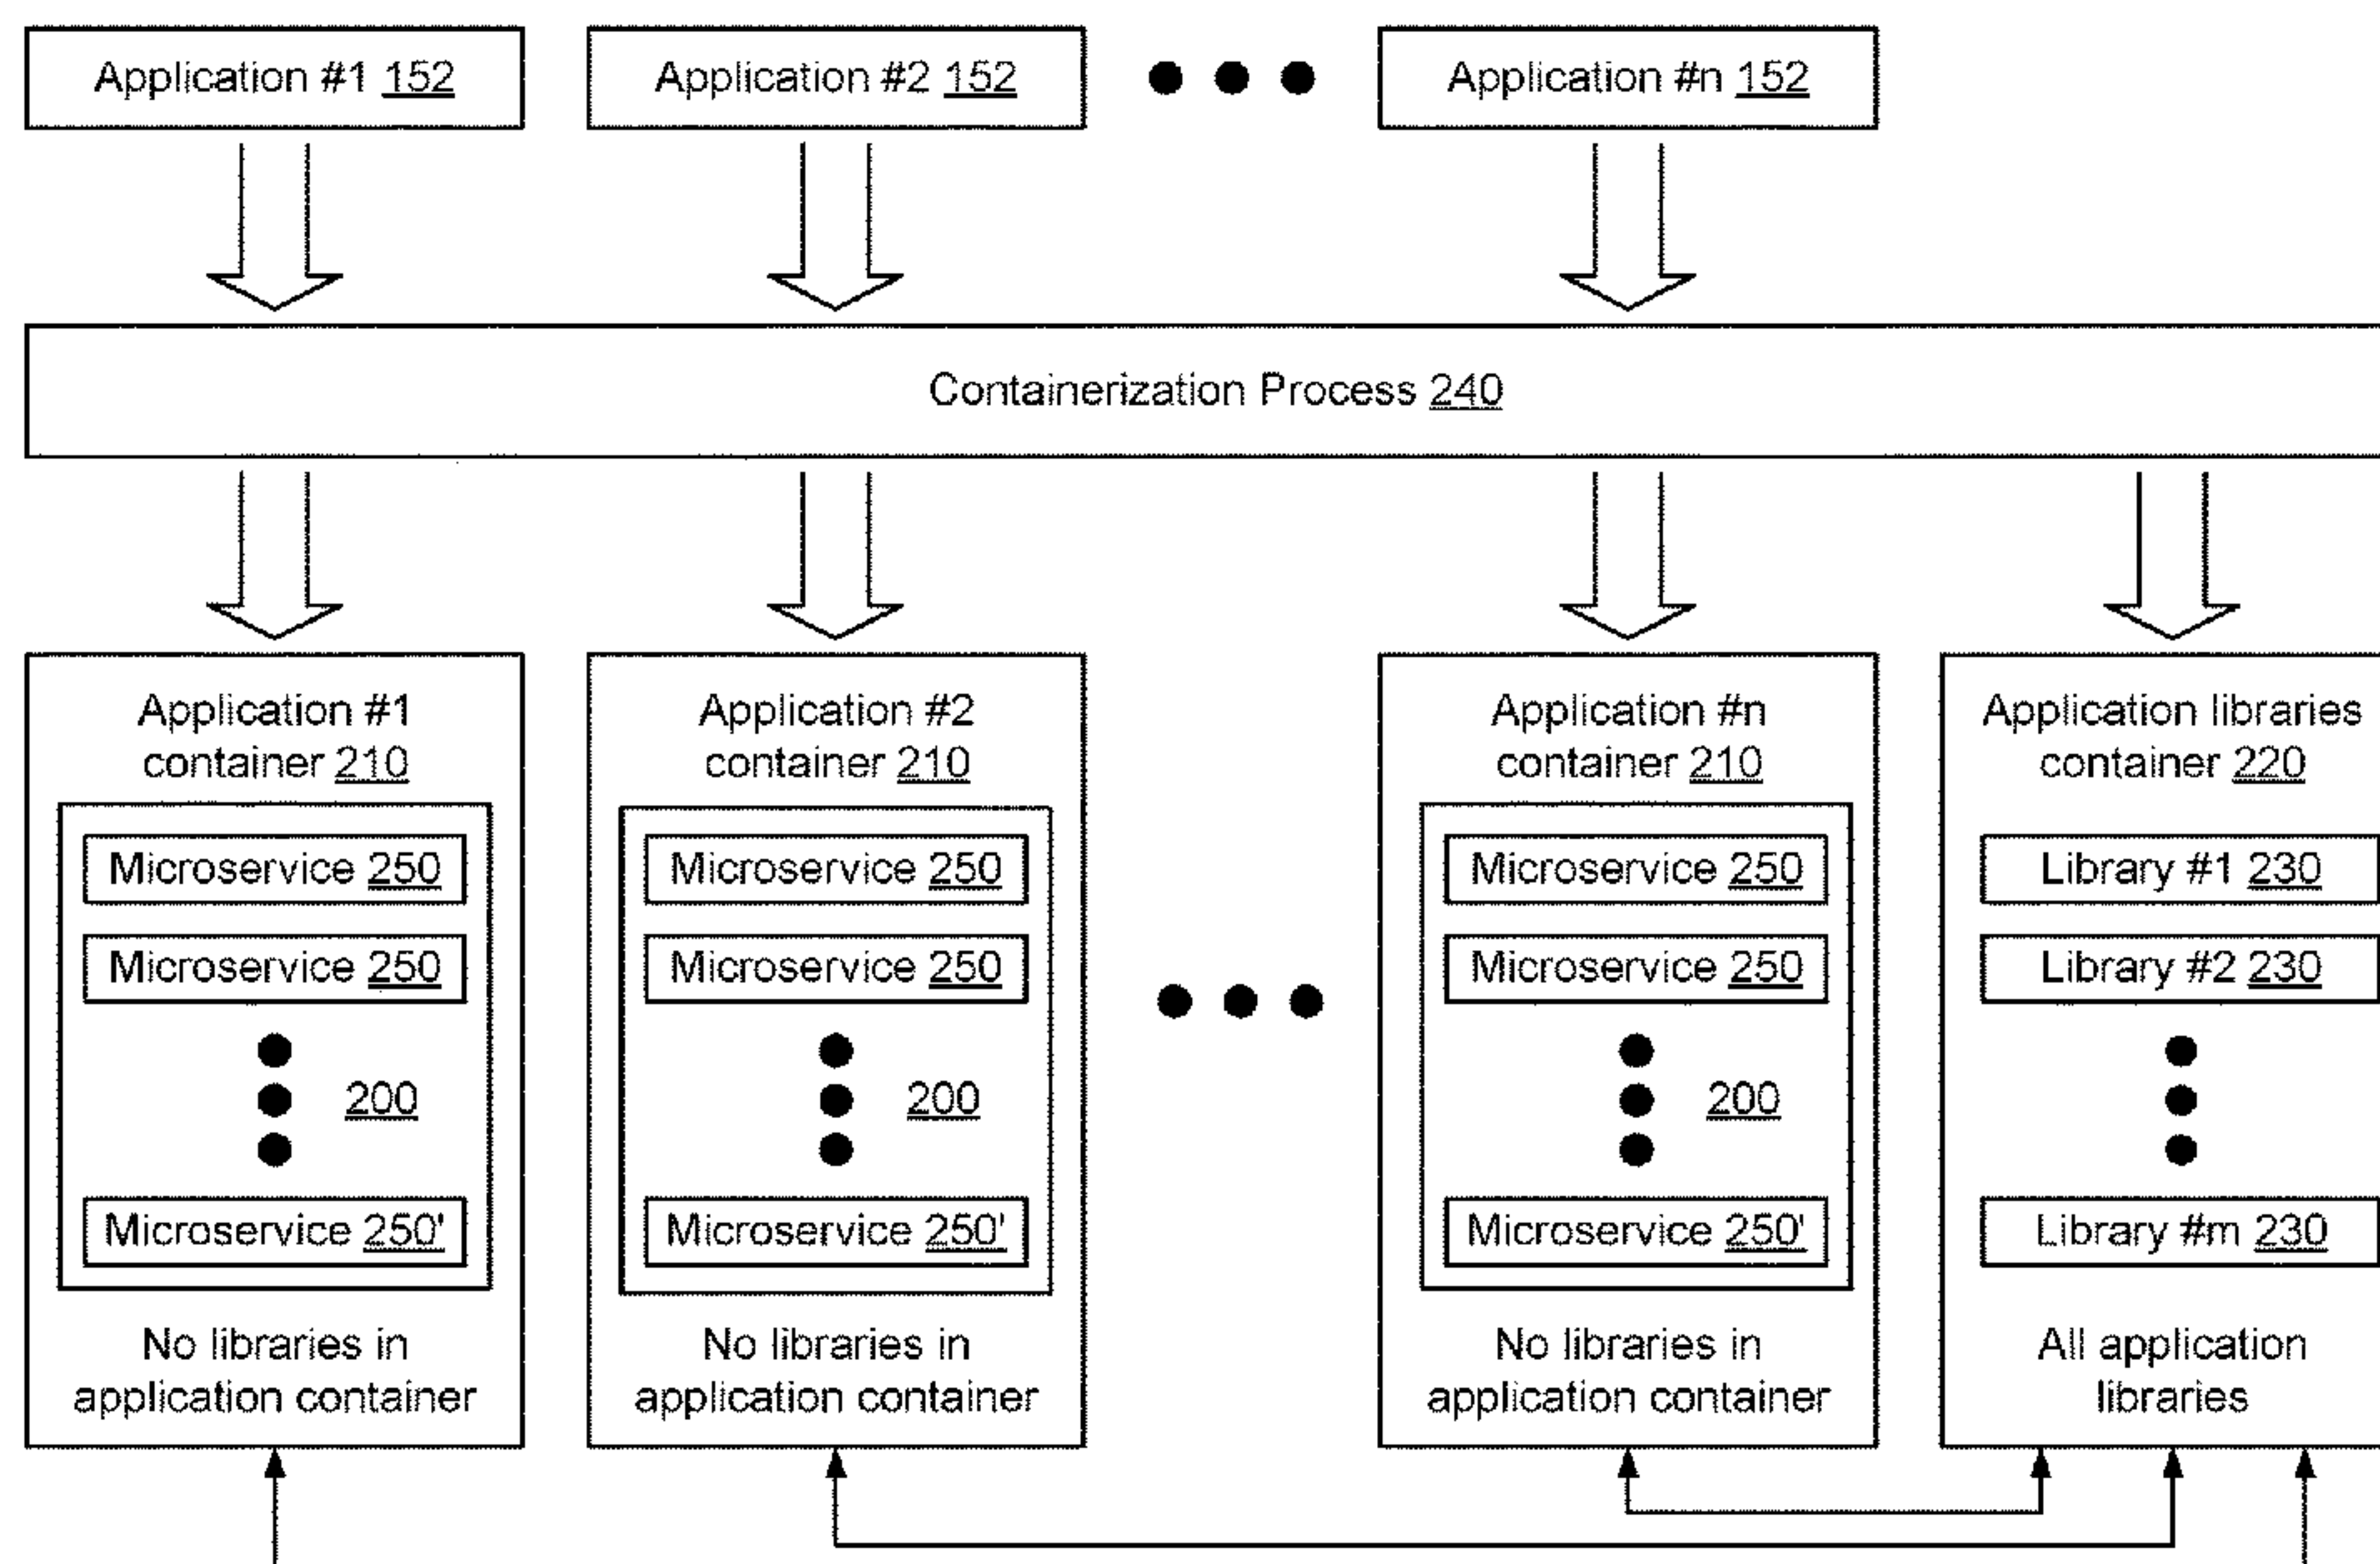 Application #1 152
Application #2 152
Application #n 152
Containerization Process 240
Application #1
container 210
Microservice 250
Microservice 250
200
Microservice 250'
No libraries in
application container
Application #2
container 210
Microservice 250
Microservice 250
200
Microservice 250'
No libraries in
application container
Application #n
container 210
Microservice 250
Microservice 250
200
Microservice 250'
No libraries in
application container
Application libraries
container 220
Library #1 230
Library #2 230
Library #m 230
All application
libraries